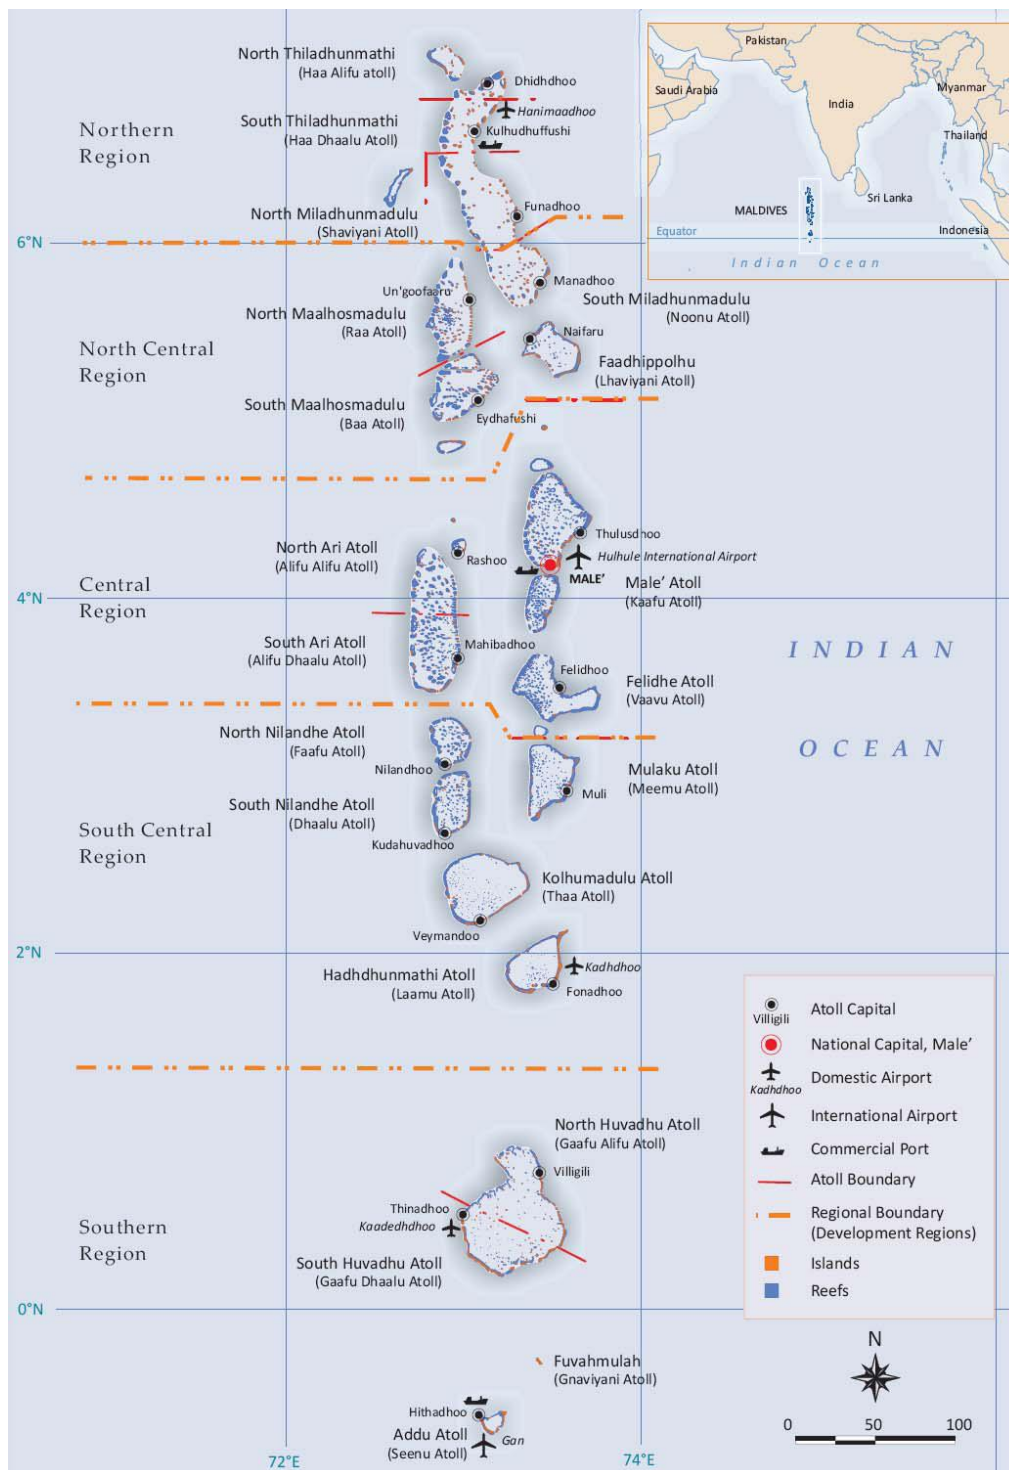 North Thiladhunmathi
(Haa Alifu atoll)
Dhidhdhoo
Hanimaadhoo
South Thiladhunmathi
(Haa Dhaalu Atoll)
Kulhudhuffushi
Northern
Region
North Miladhunmadulu
(Shaviyani Atoll)
Funadhoo
Pakistan
Saudi Arabia
India
Myanmar
Thailand
Sri Lanka
MALDIVES
Equator
Indonesia
Indian Ocean
6°N
Un'goofaaru
Manadhoo
South Miladhunmadulu
(Noonu Atoll)
North Maalhosmadulu
(Raa Atoll)
Naifaru
North Central
Region
Faadhippolhu
(Lhaviyani Atoll)
South Maalhosmadulu
(Baa Atoll)
Eydhafushi
Thulusdhoo
North Ari Atoll
(Alifu Alifu Atoll)
Rashoo
Hulhule International Airport
MALE’
Male’ Atoll
(Kaafu Atoll)
Central
Region
4°N
South Ari Atoll
(Alifu Dhaalu Atoll)
Mahibadhoo
Felidhoo
Felidhe Atoll
(Vaavu Atoll)
INDIAN
OCEAN
North Nilandhe Atoll
(Faafu Atoll)
Nilandhoo
Mulaku Atoll
(Meemu Atoll)
Muli
South Nilandhe Atoll
(Dhaalu Atoll)
Kudahuvadhoo
South Central
Region
Kolhumadulu Atoll
(Thaa Atoll)
Veymandoo
2°N
Hadhdhunmathi Atoll
(Laamu Atoll)
Kadhdhoo
Fonadhoo
Villigili
Atoll Capital
National Capital, Male’
Kadhdhoo
Domestic Airport
International Airport
Commercial Port
Atoll Boundary
Regional Boundary
(Development Regions)
Islands
Reefs
North Huvadhu Atoll
(Gaafu Alifu Atoll)
Villigili
Thinadhoo
Kaadedhdhoo
Southern
Region
South Huvadhu Atoll
(Gaafu Dhaalu Atoll)
0°N
Fuvahmulah
(Gnaviyani Atoll)
Hithadhoo
Addu Atoll
(Seenu Atoll)
Gan
N
0 50 100
72°E
74°E